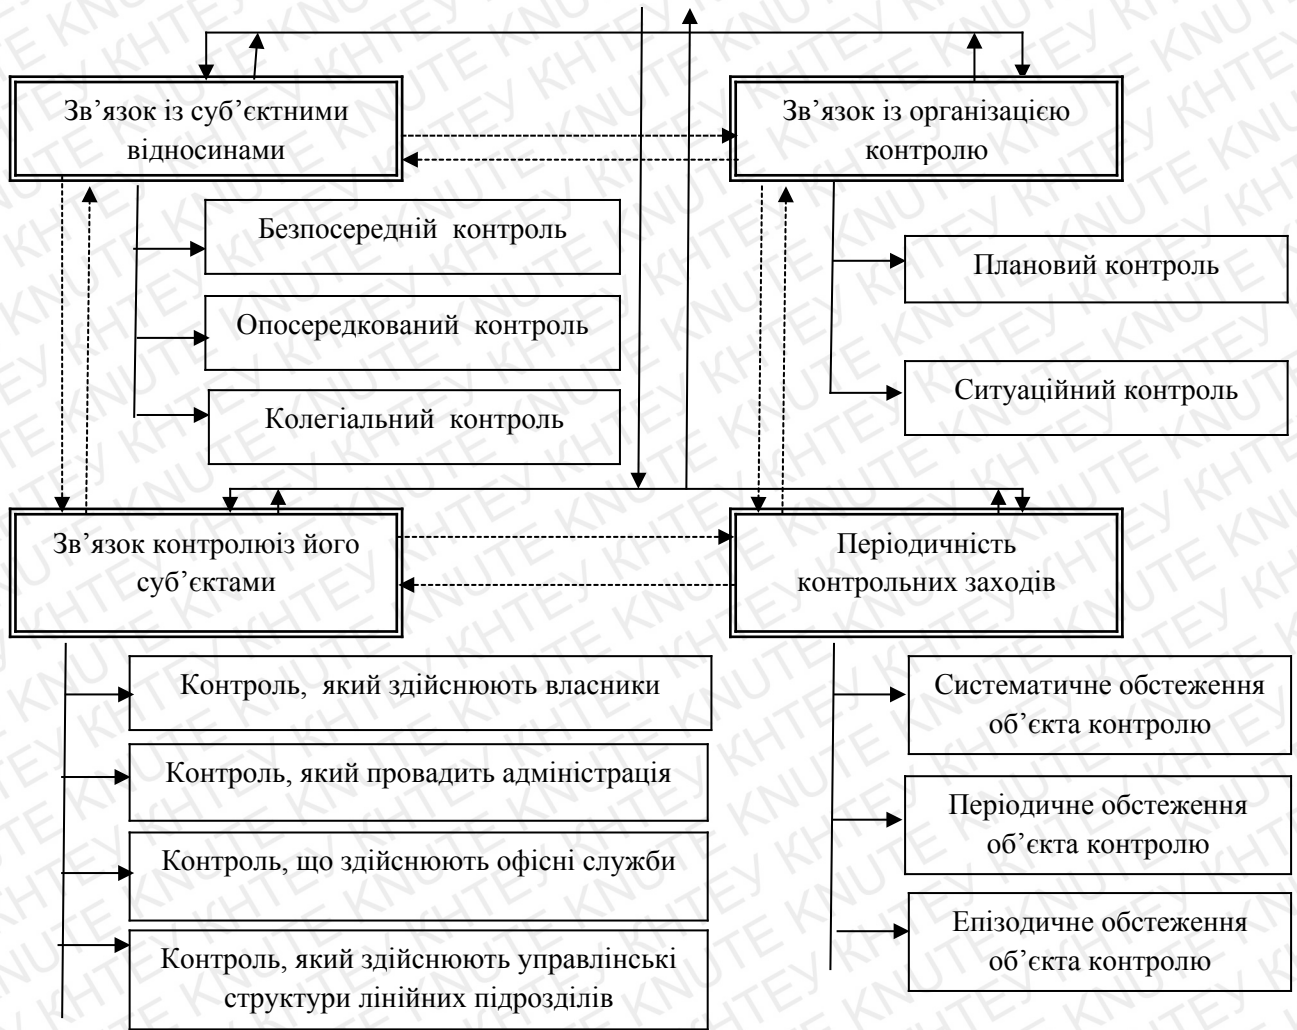 Зв’язок із суб’єктними
відносинами
Зв’язок із організацією
контролю
Безпосередній контроль
Опосередкований контроль
Колегіальний контроль
Плановий контроль
Ситуаційний контроль
Зв’язок контролюіз його
суб’єктами
Періодичність
контрольних заходів
Контроль, який здійснюють власники
Контроль, який провадить адміністрація
Контроль, що здійснюють офісні служби
Контроль, який здійснюють управлінські
структури лінійних підрозділів
Систематичне обстеження
об’єкта контролю
Періодичне обстеження
об’єкта контролю
Епізодичне обстеження
об’єкта контролю